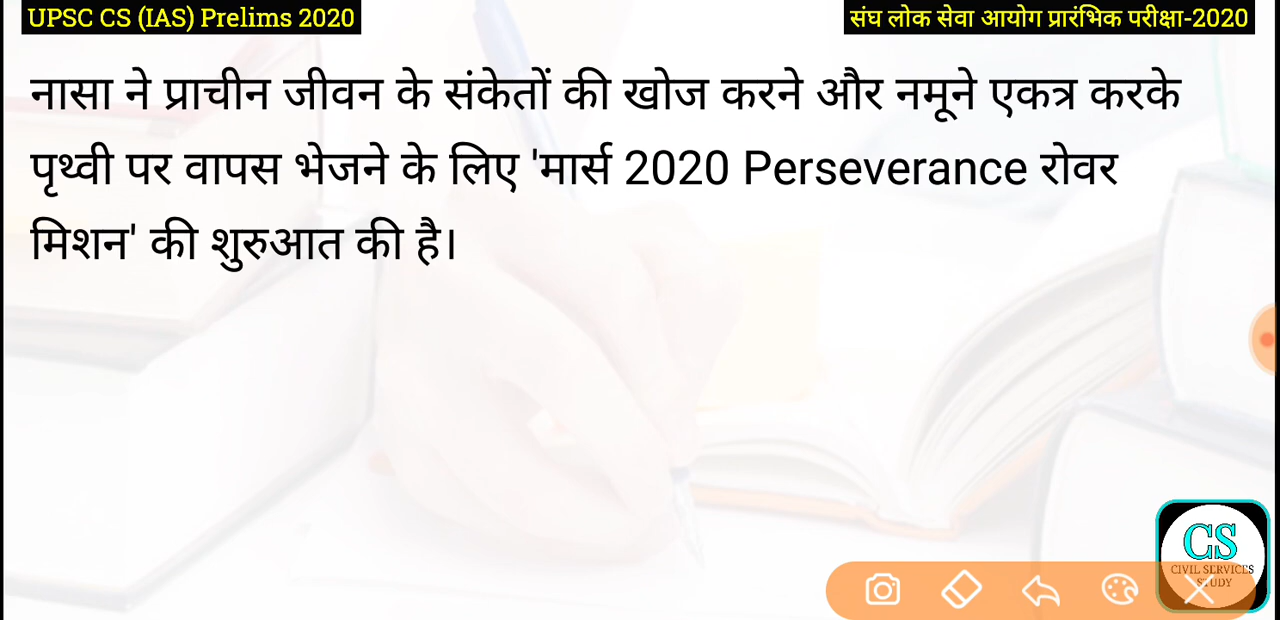 UPSC CS (IAS) Prelims 2020
संघ लोक सेवा आयोग प्रारंभिक परीक्षा-2020
नासा ने प्राचीन जीवन के संकेतों की खोज करने और नमूने एकत्र करके
पृथ्वी पर वापस भेजने के लिए 'मार्स 2020 Perseverance रोवर
मिशन' की शुरुआत की है।
CS
CIVIL SERVICES
STUDY